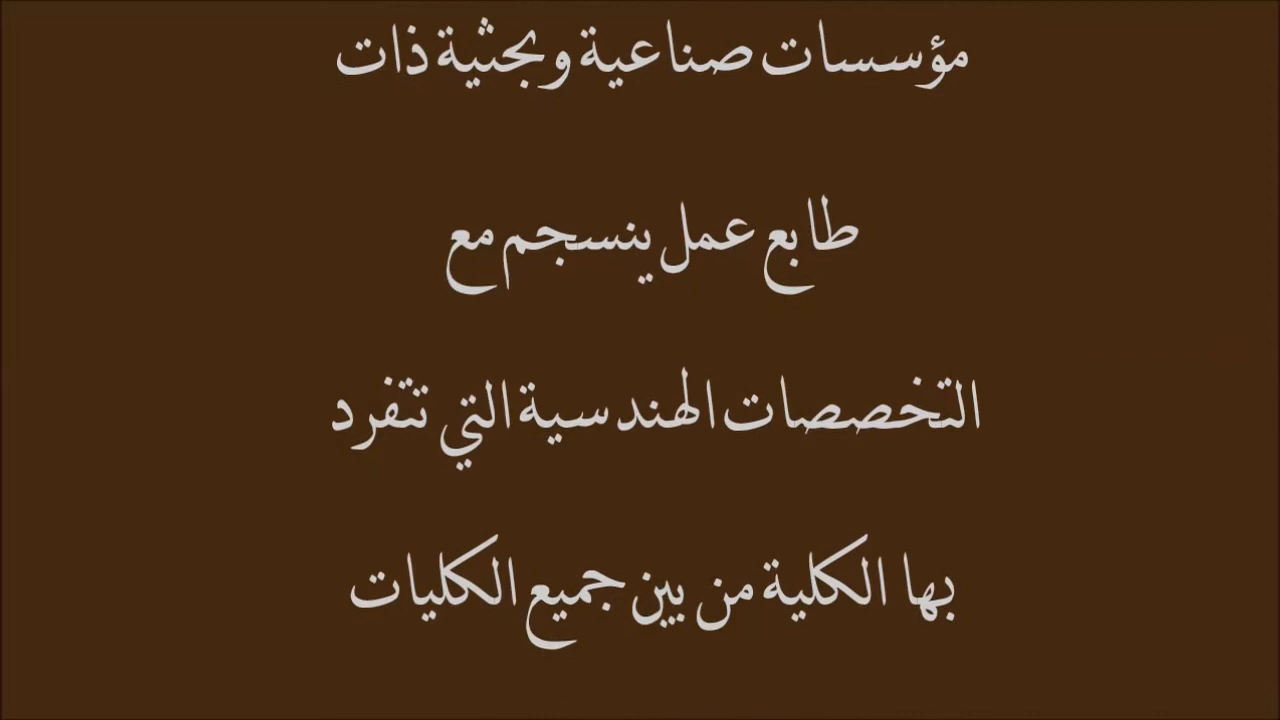 مؤسسات صناعية وبحثية ذات
طابع عمل ينسجم مع
التخصصات الهندسية التي تتفرد
بها الكلية من بين جميع الكليات